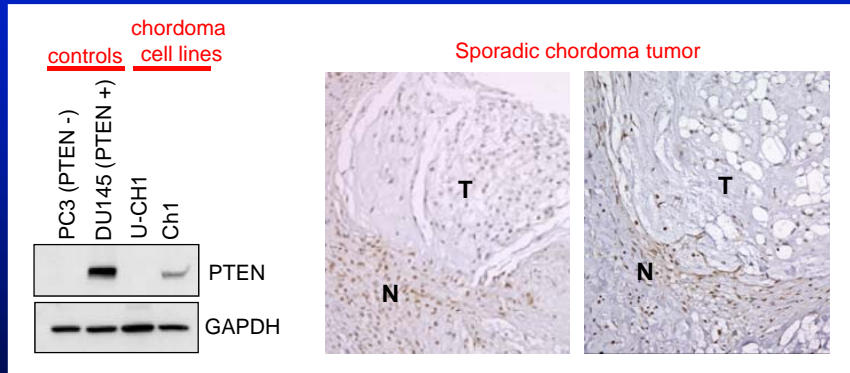 chordoma
controls cell lines
Sporadic chordoma tumor
PC3 (PTEN -)
DU145 (PTEN +)
U-CH1
Ch1
PTEN
GAPDH
T
N
T
N